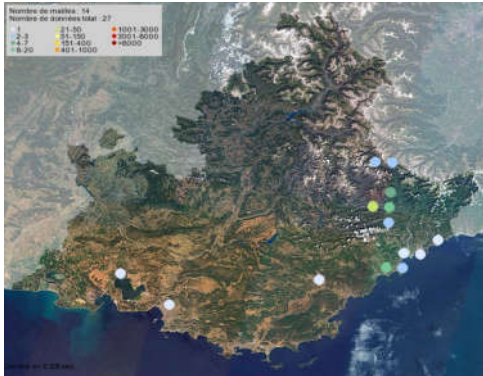 Nombre de mailles : 14
Nombre de données total : 27
1 21-50 1001-3000
2-3 51-150 3001-8000
4-7 151-400 >8000
8-20 401-1000